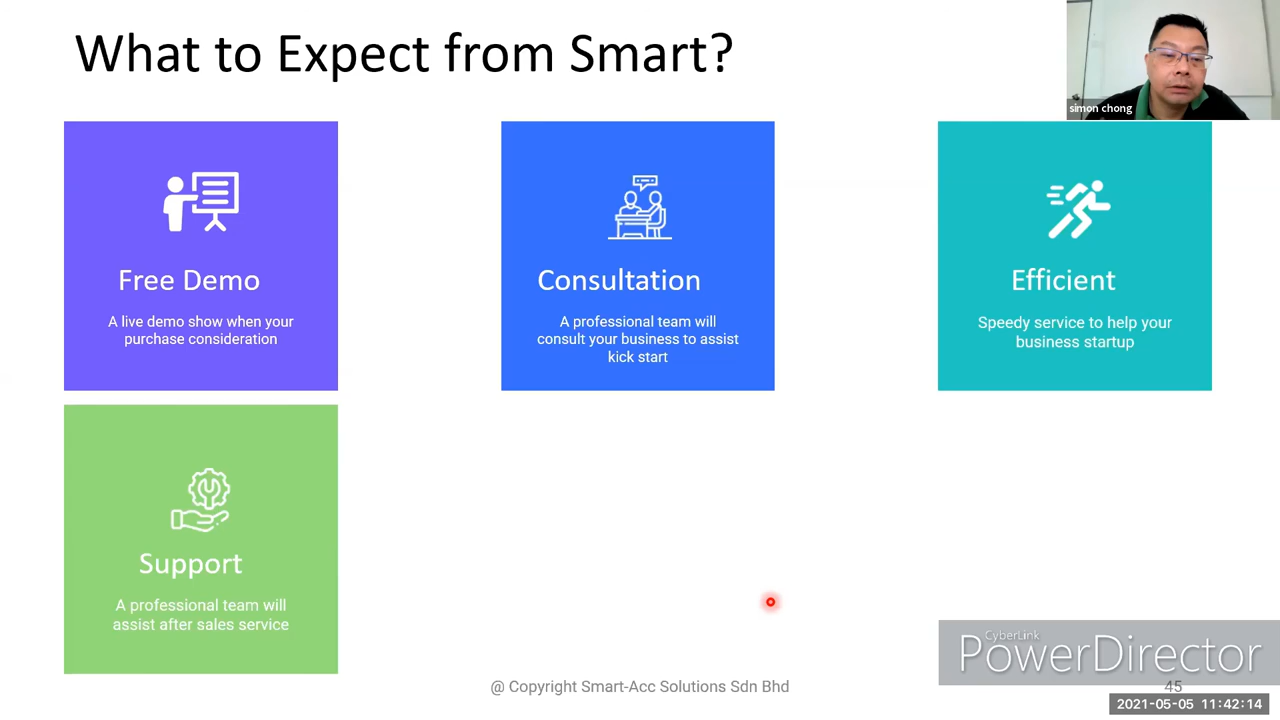 What to Expect from Smart?
simon chong
Free Demo
A live demo show when your
purchase consideration
Consultation
A professional team will
consult your business to assist
kick start
Efficient
Speedy service to help your
business startup
Support
A professional team will
assist after sales service
CyberLink
PowerDirector
@ Copyright Smart-Acc Solutions Sdn Bhd
45
2021-05-05 11:42:14